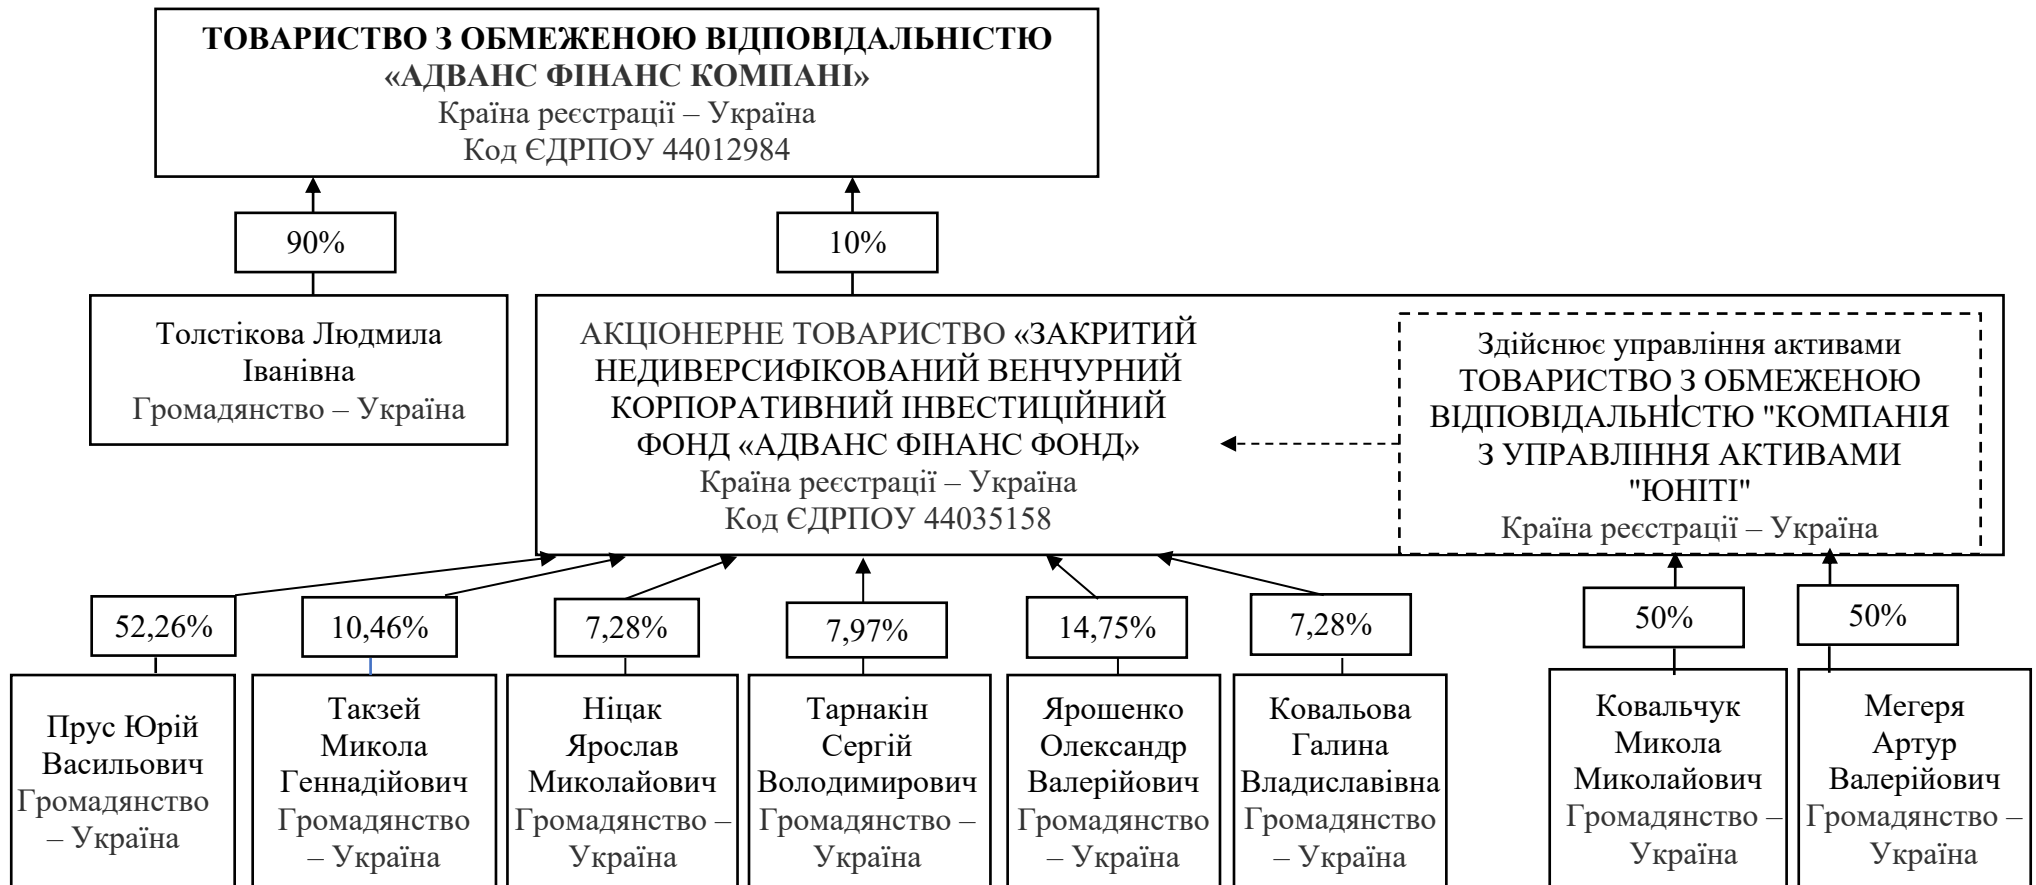 ТОВАРИСТВО З ОБМЕЖЕНОЮ ВІДПОВІДАЛЬНІСТЮ
«АДВАНС ФІНАНС КОМПАНІ»
Країна реєстрації – Україна
Код ЄДРПОУ 44012984
90%
10%
Толстікова Людмила
Іванівна
Громадянство – Україна
АКЦІОНЕРНЕ ТОВАРИСТВО «ЗАКРИТИЙ
НЕДИВЕРСИФІКОВАНИЙ ВЕНЧУРНИЙ
КОРПОРАТИВНИЙ ІНВЕСТИЦІЙНИЙ
ФОНД «АДВАНС ФІНАНС ФОНД»
Країна реєстрації – Україна
Код ЄДРПОУ 44035158
Здійснює управління активами
ТОВАРИСТВО З ОБМЕЖЕНОЮ
ВІДПОВІДАЛЬНІСТЮ "КОМПАНІЯ
З УПРАВЛІННЯ АКТИВАМИ
"ЮНІТІ"
Країна реєстрації – Україна
52,26%
10,46%
7,28%
7,97%
14,75%
7,28%
50%
50%
Прус Юрій
Васильович
Громадянство
– Україна
Такзей
Микола
Геннадійович
Громадянство
– Україна
Ніцак
Ярослав
Миколайович
Громадянство –
Україна
Тарнакін
Сергій
Володимирович
Громадянство –
Україна
Ярошенко
Олександр
Валерійович
Громадянство
– Україна
Ковальова
Галина
Владиславівна
Громадянство
– Україна
Ковальчук
Микола
Миколайович
Громадянство –
Україна
Мегеря
Артур
Валерійович
Громадянство –
Україна